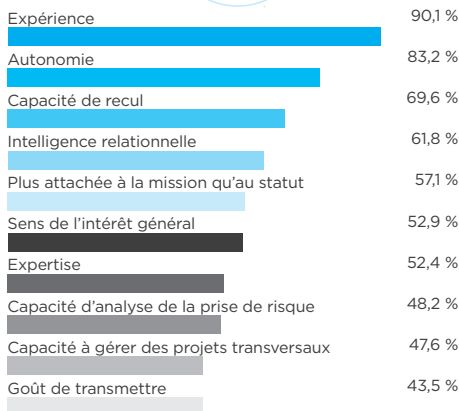 Expérience 90,1 %
Autonomie 83,2 %
Capacité de recul 69,6 %
Intelligence relationnelle 61,8 %
Plus attachée à la mission qu'au statut 57,1 %
Sens de l'intérêt général 52,9 %
Expertise 52,4 %
Capacité d'analyse de la prise de risque 48,2 %
Capacité à gérer des projets transversaux 47,6 %
Goût de transmettre 43,5 %